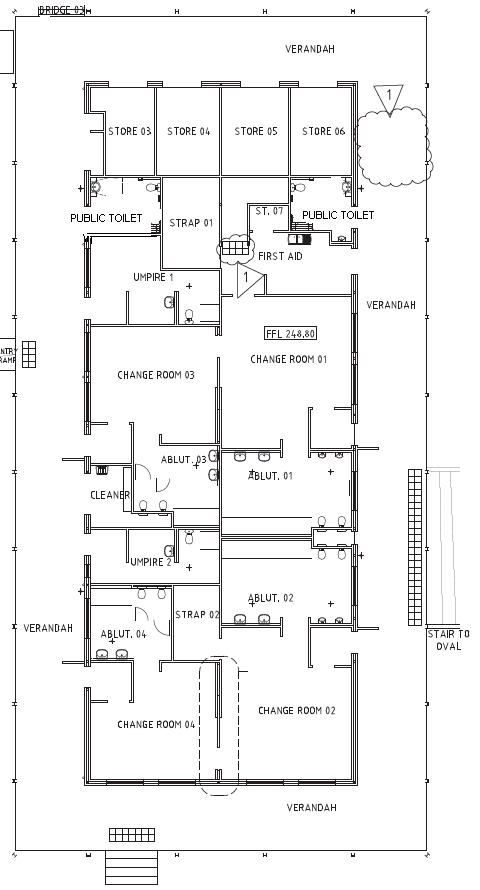 BRIDGE 03
VERANDAH
1
STORE 03
STORE 04
STORE 05
STORE 06
PUBLIC TOILET
STRAP 01
ST. 07
PUBLIC TOILET
FIRST AID
UMPIRE 1
1
VERANDAH
FFL 248.80
CHANGE ROOM 01
CHANGE ROOM 03
ABLUT. 03
ABLUT. 01
CLEANER
UMPIRE 2
ABLUT. 02
STRAP 02
VERANDAH
ABLUT. 04
STAIR TO
OVAL
CHANGE ROOM 04
CHANGE ROOM 02
VERANDAH